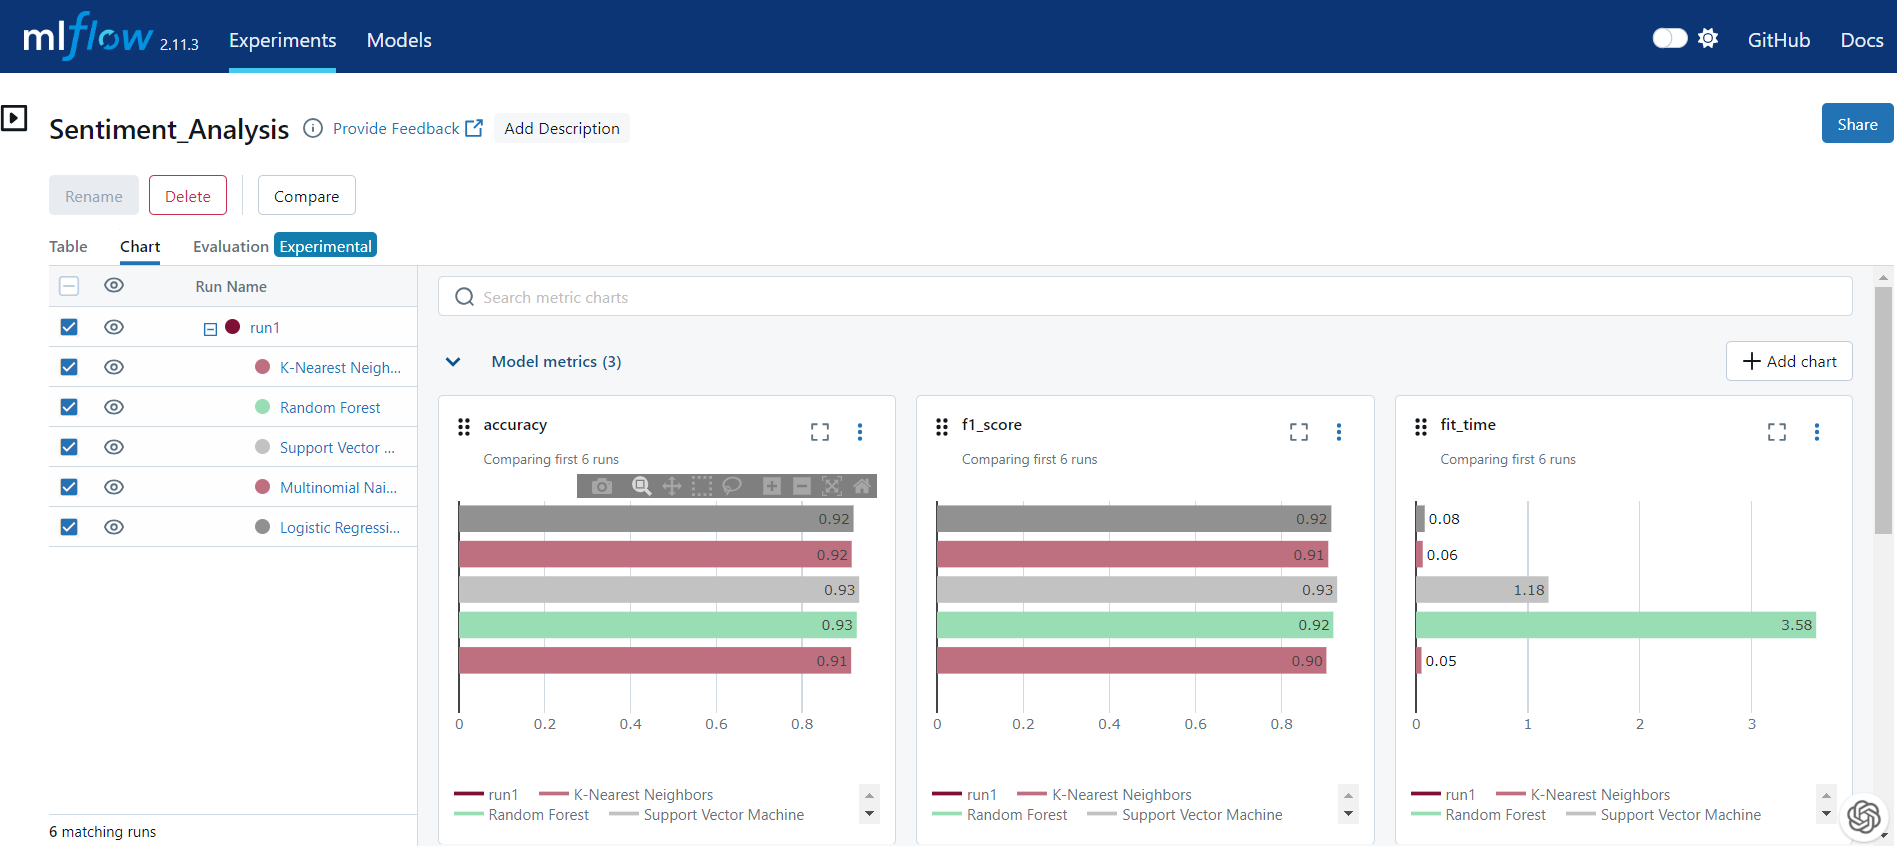 mlflow 2.11.3 Experiments Models GitHub Docs
Sentiment_Analysis Provide Feedback Add Description Share
Rename Delete Compare
Table Chart Evaluation Experimental
Run Name
run1
K-Nearest Neigh...
Random Forest
Support Vector ...
Multinomial Nai...
Logistic Regressi...
6 matching runs
Search metric charts
Model metrics (3) Add chart
accuracy
Comparing first 6 runs
0.92
0.92
0.93
0.93
0.91
0 0.2 0.4 0.6 0.8
run1 K-Nearest Neighbors
Random Forest Support Vector Machine
f1_score
Comparing first 6 runs
0.92
0.91
0.93
0.92
0.90
0 0.2 0.4 0.6 0.8
run1 K-Nearest Neighbors
Random Forest Support Vector Machine
fit_time
Comparing first 6 runs
0.08
0.06
1.18
3.58
0.05
0 1 2 3
run1 K-Nearest Neighbors
Random Forest Support Vector Machine